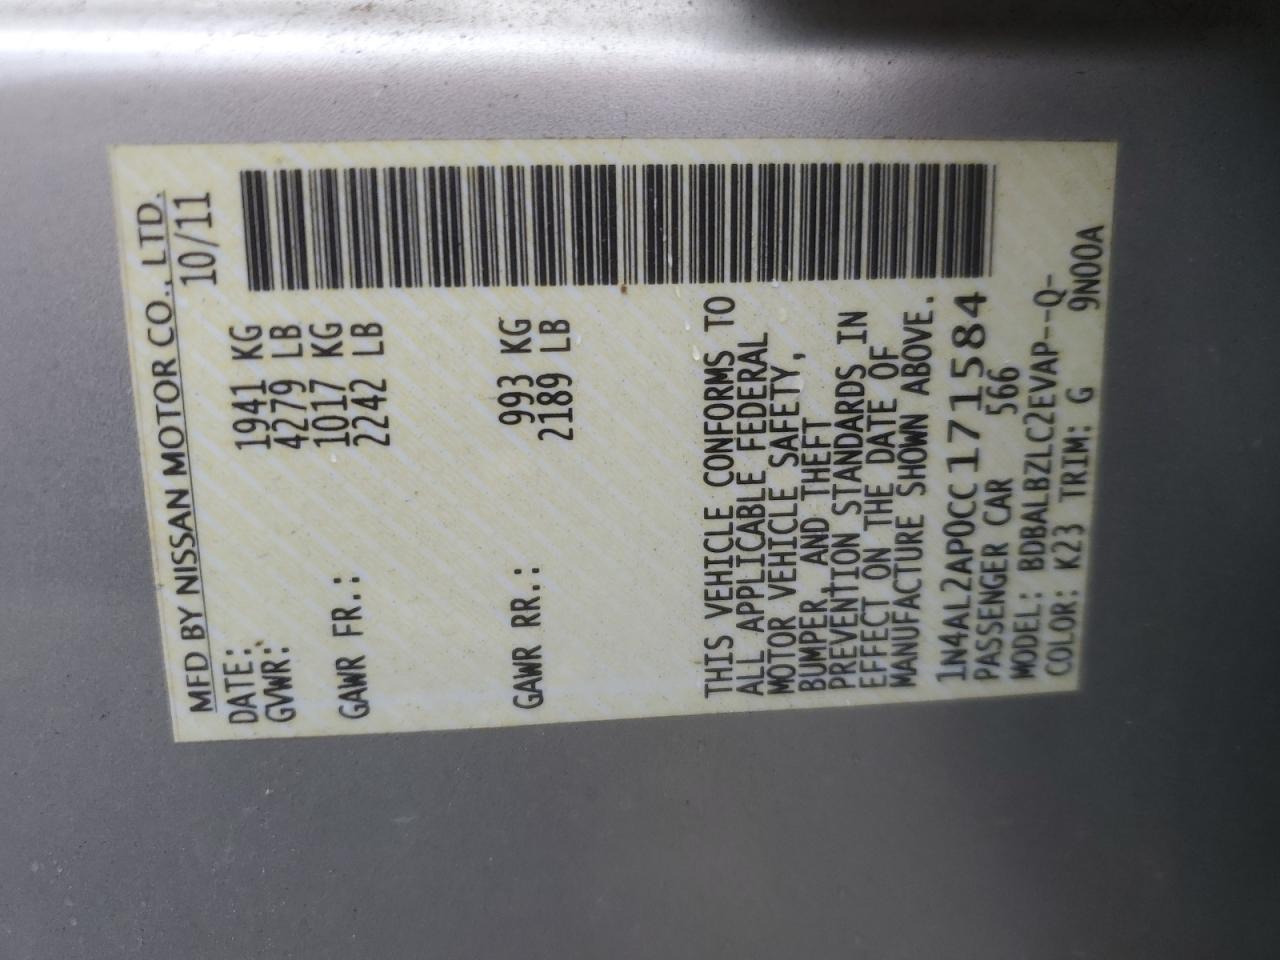 MFD BY NISSAN MOTOR CO., LTD.
DATE: 10/11
GVWR: 1941 KG
4279 LB
GAWR FR.: 1017 KG
2242 LB
GAWR RR.: 993 KG
2189 LB
THIS VEHICLE CONFORMS TO
ALL APPLICABLE FEDERAL
MOTOR VEHICLE SAFETY,
BUMPER, AND THEFT
PREVENTION STANDARDS IN
EFFECT ON THE DATE OF
MANUFACTURE SHOWN ABOVE.
1N4AL2AP0CC171584
PASSENGER CAR 566
MODEL: BDBALBZLC2EVAP--Q-
COLOR: K23 TRIM: G 9N00A